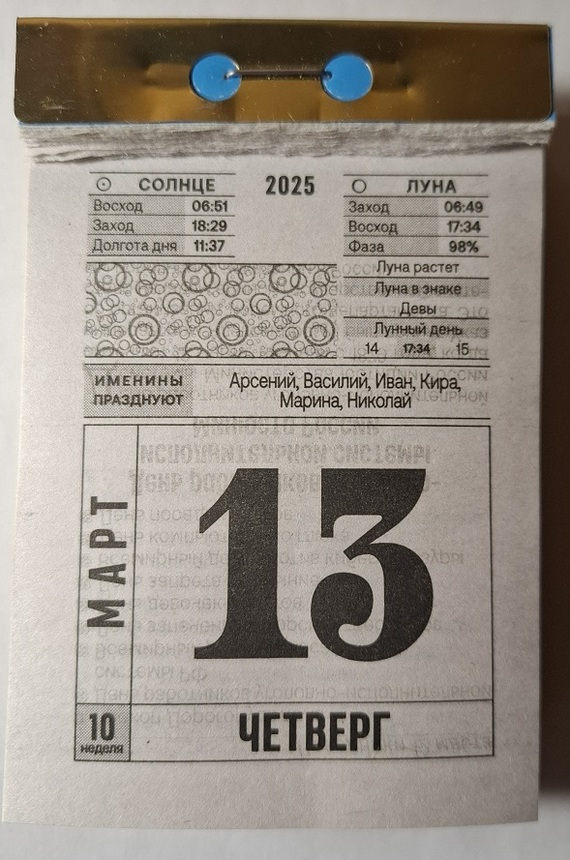 СОЛНЦЕ
Восход 06:51
Заход 18:29
Долгота дня 11:37
2025
ЛУНА
Заход 06:49
Восход 17:34
Фаза 98%
Луна растет
Луна в знаке
Девы
Лунный день
14 17:34 15
ИМЕНИНЫ
ПРАЗДНУЮТ
Арсений, Василий, Иван, Кира,
Марина, Николай
МАРТ
13
10
неделя
ЧЕТВЕРГ